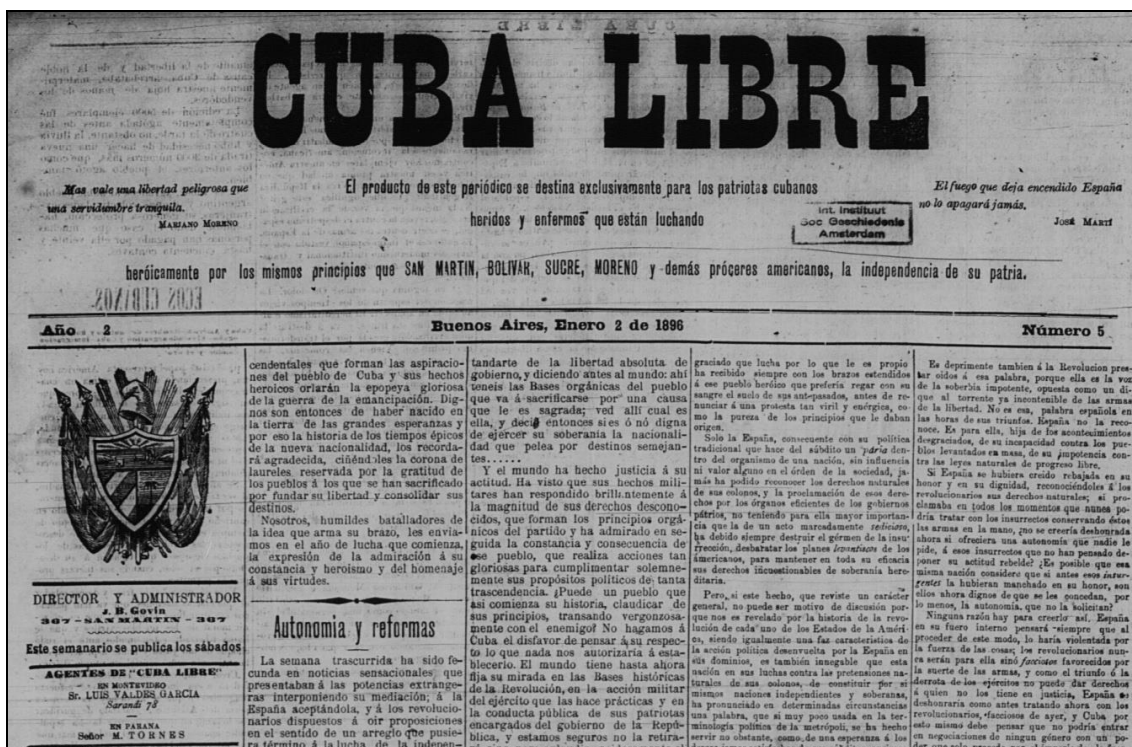 CUBA LIBRE
Mas vale una libertad peligrosa que
una servidumbre tranquila.
MARIANO MORENO
El producto de este periódico se destina exclusivamente para los patriotas cubanos
heridos y enfermos que están luchando
Int. Instituut
Soc Geschiedenis
Amsterdam
El fuego que deja encendido España
no lo apagará jamás.
JOSÉ MARTÍ
heróicamente por los mismos principios que SAN MARTIN, BOLIVAR, SUCRE, MORENO y demás próceres americanos, la independencia de su patria.
Año 2
Buenos Aires, Enero 2 de 1896
Número 5
DIRECTOR Y ADMINISTRADOR
J. B. Govin
367 - SAN MARTIN - 367
Este semanario se publica los sábados
AGENTES DE "CUBA LIBRE"
EN MONTEVIDEO
Sr. LUIS VALDES GARCIA
Sarandi 78
EN PARANA
Señor M. TORNES
cendentales que forman las aspiracio-
nes del pueblo de Cuba y sus hechos
heroicos orlarán la epopeya gloriosa
de la guerra de la emancipación. Dig-
nos son entonces de haber nacido en
la tierra de las grandes esperanzas y
por eso la historia de los tiempos épicos
de la nueva nacionalidad, los recorda-
rá agradecida, ciñéndoles la corona de
laureles reservada por la gratitud de
los pueblos á los que se han sacrificado
por fundar su libertad y consolidar sus
destinos.
Nosotros, humildes batalladores de
la idea que arma su brazo, les envia-
mos en el año de lucha que comienza,
la expresión de la admiración á su
constancia y heroismo y del homenaje
á sus virtudes.
Autonomia y reformas
La semana trascurrida ha sido fe-
cunda en noticias sensacionales que
presentaban á las potencias extrange-
ras interponiendo su mediación; á la
España aceptándola, y á los revolucio-
narios dispuestos á oir proposiciones
en el sentido de un arreglo que pusie-
ra término á la lucha de la indepen-
tandarte de la libertad absoluta de
gobierno, y diciendo antes al mundo: ahí
teneis las Bases orgánicas del pueblo
que va á sacrificarse por una causa
que le es sagrada; ved allí cual es
ella, y decid entonces si es ó nó digna
de ejércer su soberanía la nacionali-
dad que pelea por destinos semejan-
tes......
Y el mundo ha hecho justicia á su
actitud. Ha visto que sus hechos mili-
tares han respondido brillantemente á
la magnitud de sus derechos descono-
cidos, que forman los principios orgá-
nicos del partido y ha admirado en se-
guida la constancia y consecuencia de
ese pueblo, que realiza acciones tan
gloriosas para cumplimentar solemne-
mente sus propósitos políticos de tanta
trascendencia. ¿Puede un pueblo que
asi comienza su historia, claudicar de
sus principios, transando vergonzosa-
mente con el enemigo? No hagamos á
Cuba el disfavor de pensar á su respec-
to lo que nada nos autorizaría á esta-
blecerlo. El mundo tiene hasta ahora
fija su mirada en las Bases históricas
de la Revolución, en la acción militar
del ejército que las hace prácticas y en
la conducta pública de sus patriotas
encargados del gobierno de la Repú-
blica, y estamos seguros no la retira-
graciado que lucha por lo que le es propio
ha recibido siempre con los brazos estendidos
á ese pueblo heróico que preferia regar con su
sangre el suelo de sus antepasados, antes de re-
nunciar á una protesta tan viril y enérgica, co-
mo la pureza de los principios que le daban
origen.
Solo la España, consecuente con su política
tradicional que hace del súbdito un paria den-
tro del organismo de una nación, sin influencia
ni valor alguno en el órden de la sociedad, ja-
más ha podido reconocer los derechos naturales
de sus colonos, y la proclamación de esos dere-
chos por los órganos eficientes de los gobiernos
pátrios, no teniendo para ella mayor importan-
cia que la de un acto marcadamente sedicioso,
ha debido siempre destruir el gérmen de la insu-
rrección, desbaratar los planes levantiscos de los
americanos, para mantener en toda su eficacia
sus derechos incuestionables de soberania here-
ditaria.
Pero, si este hecho, que reviste un carácter
general, no puede ser motivo de discusión por-
que nos es revelado por la historia de la revo-
lución de cada uno de los Estados de la Améri-
ca, siendo igualmente una faz caracteristica de
la acción política desenvuelta por la España en
sus dominios, es también innegable que esta
nación en sus luchas contra las pretensiones na-
turales de sus colonos, de constituir por si
mismos naciones independientes y soberanas,
ha pronunciado en determinadas circunstancias
una palabra, que si muy poco usada en la ter-
minología política de la metrópoli, se ha hecho
servir no obstante, como de una esperanza á los
Es deprimente tambien á la Revolucion pres-
tar oidos á esa palabra, porque ella es la voz
de la soberbia impotente, opuesta como un di-
que al torrente ya incontenible de las armas
de la libertad. No es esa, palabra española en
las horas de sus triunfos. España no la reco-
noce. Es para ella, hija de los acontecimientos
desgraciados, de su incapacidad contra los pue-
blos levantados en masa, de su impotencia con-
tra las leyes naturales de progreso libre.
Si España se hubiera creido rebajada en su
honor y en su dignidad, reconociéndoles á los
revolucionarios sus derechos naturales; si pro-
clamaba en todos los momentos que nunca po-
dria tratar con los insurrectos conservando éstos
las armas en la mano, ¿no se creería deshonrada
ahora si ofreciera una autonomia que nadie le
pide, á esos insurrectos que no han pensado de-
poner su actitud rebelde? ¿Es posible que esa
misma nación considere que si antes esos insur-
gentes la hubieran manchado en su honor, son
ellos ahora dignos de que se les concedan, por
lo menos, la autonomia, que no la solicitan?
Ninguna razón hay para creerlo así. España
en su fuero interno pensará siempre que al
proceder de este modo, lo haria violentada por
la fuerza de las cosas; los revolucionarios nun-
ca serán para ella sinó facciosos favorecidos por
la suerte de las armas, y como el triunfo ó la
derrota de los ejércitos no puede dar derechos
á quien no los tiene en justicia, España se
deshonraria como antes tratando ahora con los
revolucionarios, facciosos de ayer, y Cuba por
esto mismo debe pensar que no podría entrar
en negociaciones de ningun género con un po-